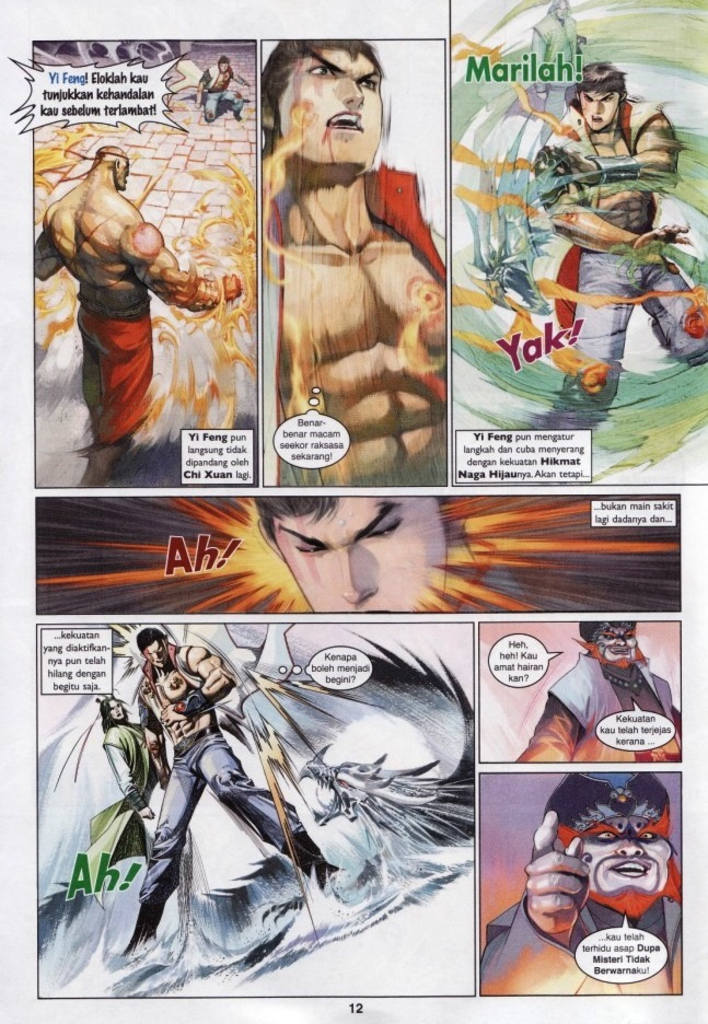 Yi Feng! Eloklah kau
tunjukkan kehandalan
kau sebelum terlambat!
Yi Feng pun
langsung tidak
dipandang oleh
Chi Xuan lagi.
Benar-
benar macam
seekor raksasa
sekarang!
Marilah!
Yak!
Yi Feng pun mengatur
langkah dan cuba menyerang
dengan kekuatan Hikmat
Naga Hijaunya. Akan tetapi...
Ah!
...bukan main sakit
lagi dadanya dan...
...kekuatan
yang diaktifkan-
nya pun telah
hilang dengan
begitu saja.
Kenapa
boleh menjadi
begini?
Ah!
Heh,
heh! Kau
amat hairan
kan?
Kekuatan
kau telah terjejas
kerana ...
...kau telah
terhidu asap Dupa
Misteri Tidak
Berwarnaku!
12